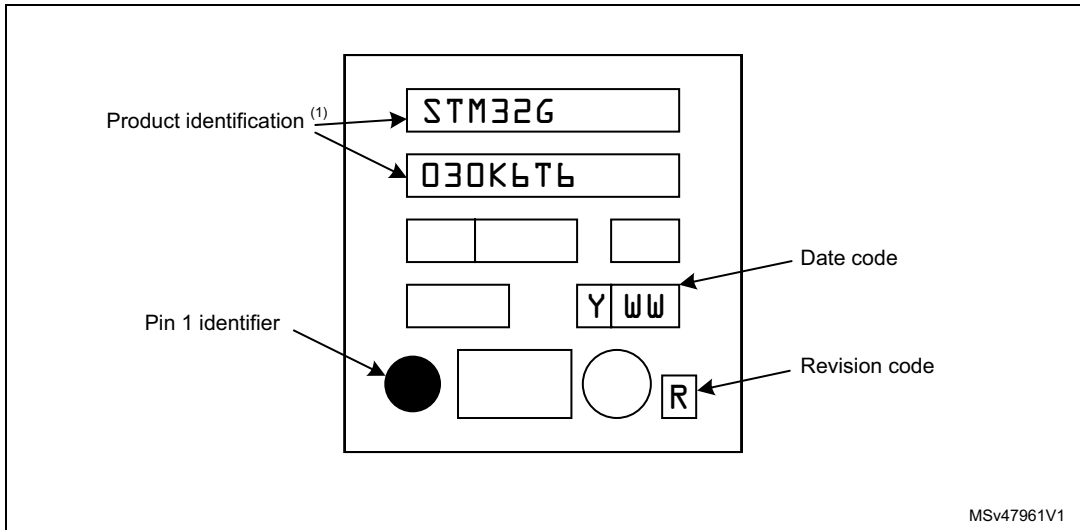 STM32G
Product identification (1)
030K6T6
Date code
Y WW
Pin 1 identifier
Revision code
R
MSv47961V1